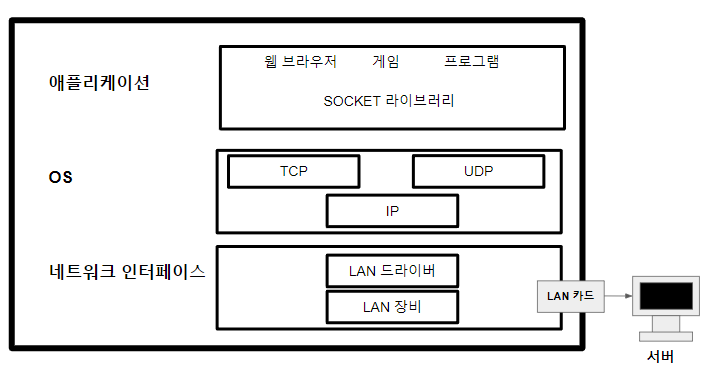 웹 브라우저 게임 프로그램
애플리케이션
SOCKET 라이브러리
OS
TCP UDP
IP
네트워크 인터페이스
LAN 드라이버
LAN 장비
LAN 카드
서버